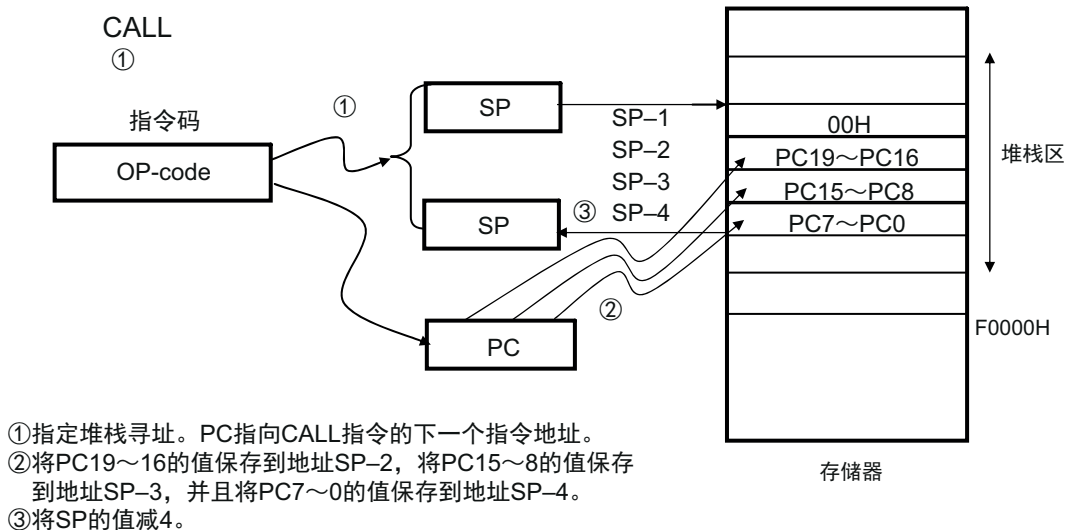 CALL
①
指令码
OP-code
①
SP
SP
③
SP–1
SP–2
SP–3
SP–4
②
PC
00H
PC19～PC16
PC15～PC8
PC7～PC0
堆栈区
F0000H
存储器
①指定堆栈寻址。PC指向CALL指令的下一个指令地址。
②将PC19～16的值保存到地址SP–2，将PC15～8的值保存
到地址SP–3，并且将PC7～0的值保存到地址SP–4。
③将SP的值减4。